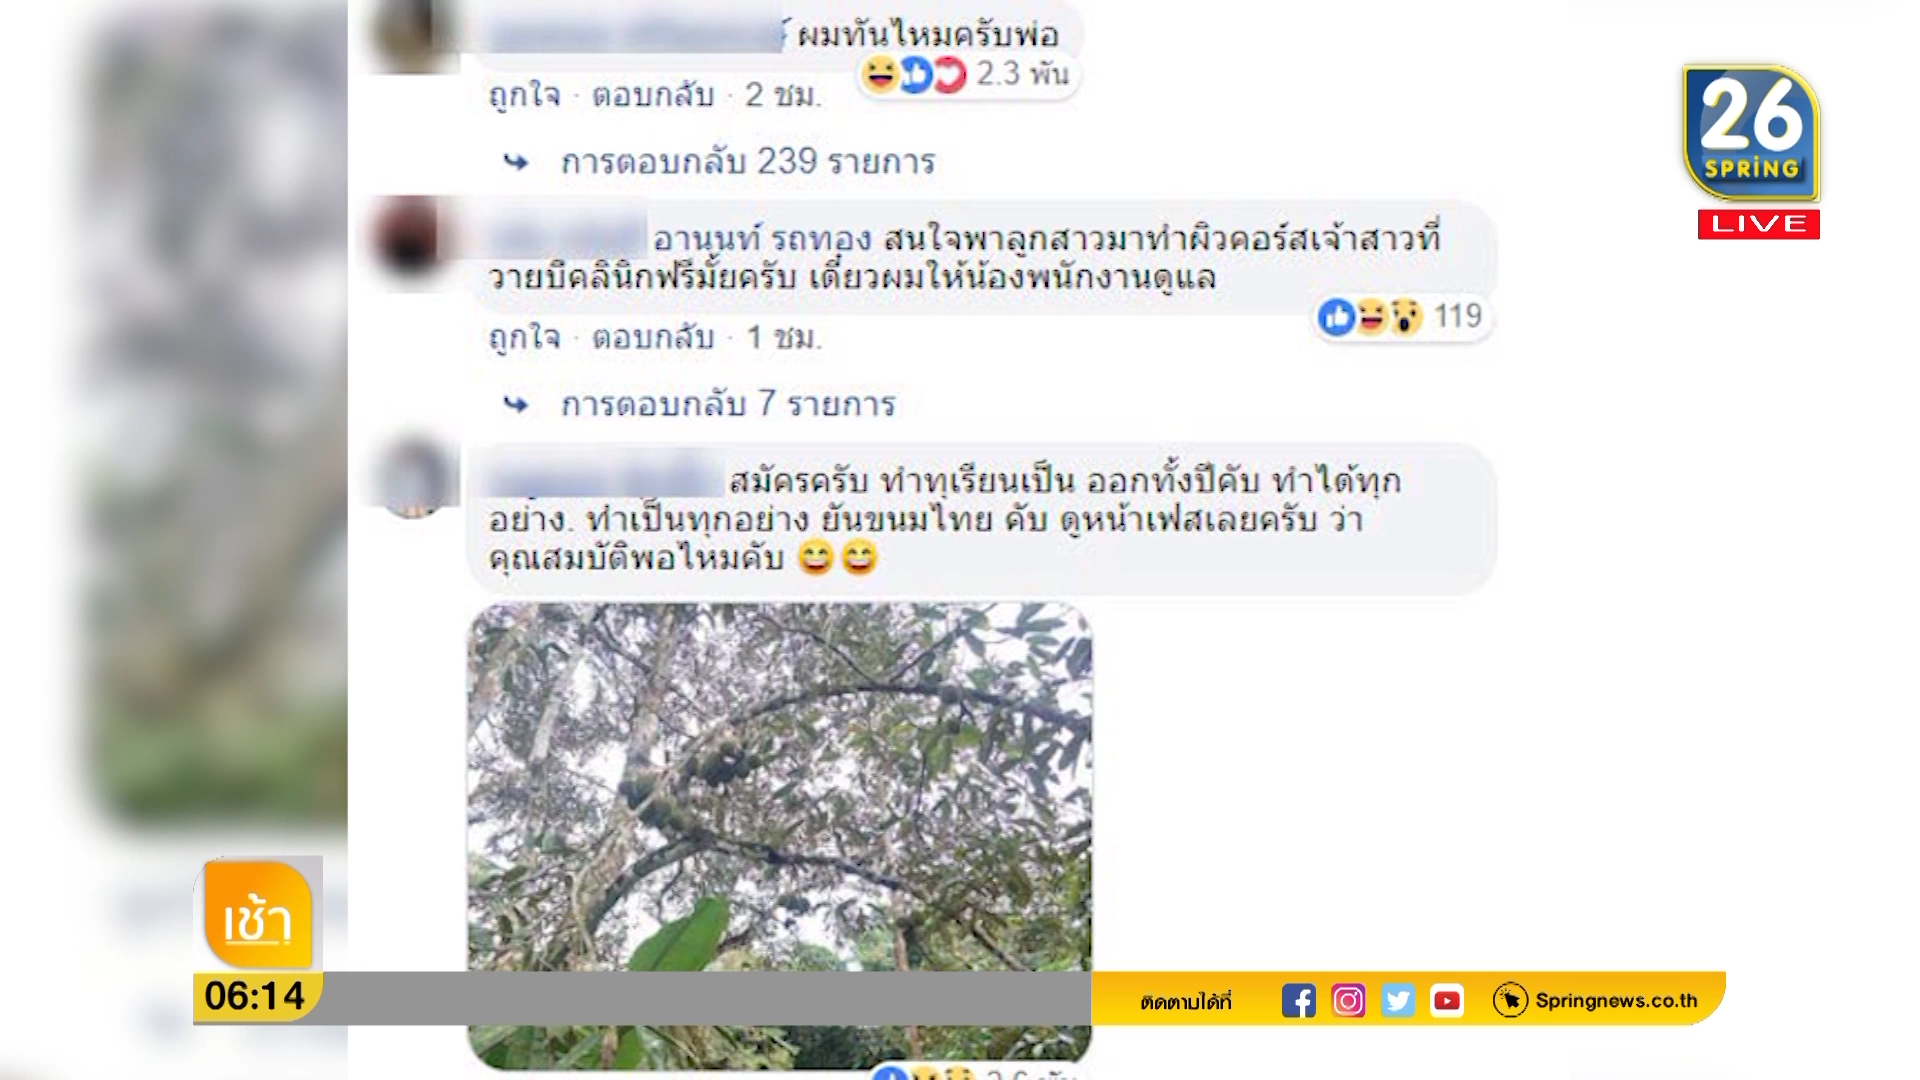 ผมทันไหมครับพ่อ
2.3 พัน
ถูกใจ · ตอบกลับ · 2 ชม.
การตอบกลับ 239 รายการ
อานนท์ รถทอง สนใจพาลูกสาวมาทำผิวคอร์สเจ้าสาวที่
วายบีคลินิกฟรีมั้ยครับ เดี๋ยวผมให้น้องพนักงานดูแล
119
ถูกใจ · ตอบกลับ · 1 ชม.
การตอบกลับ 7 รายการ
สมัครครับ ทำทุเรียนเป็น ออกทั้งปีคับ ทำได้ทุก
อย่าง. ทำเป็นทุกอย่าง ยันขนมไทย คับ ดูหน้าเฟสเลยครับ ว่า
คุณสมบัติพอไหมคับ 😄😄
26
SPRiNG
LIVE
เช้า
06:14
ติดตามได้ที่
Springnews.co.th